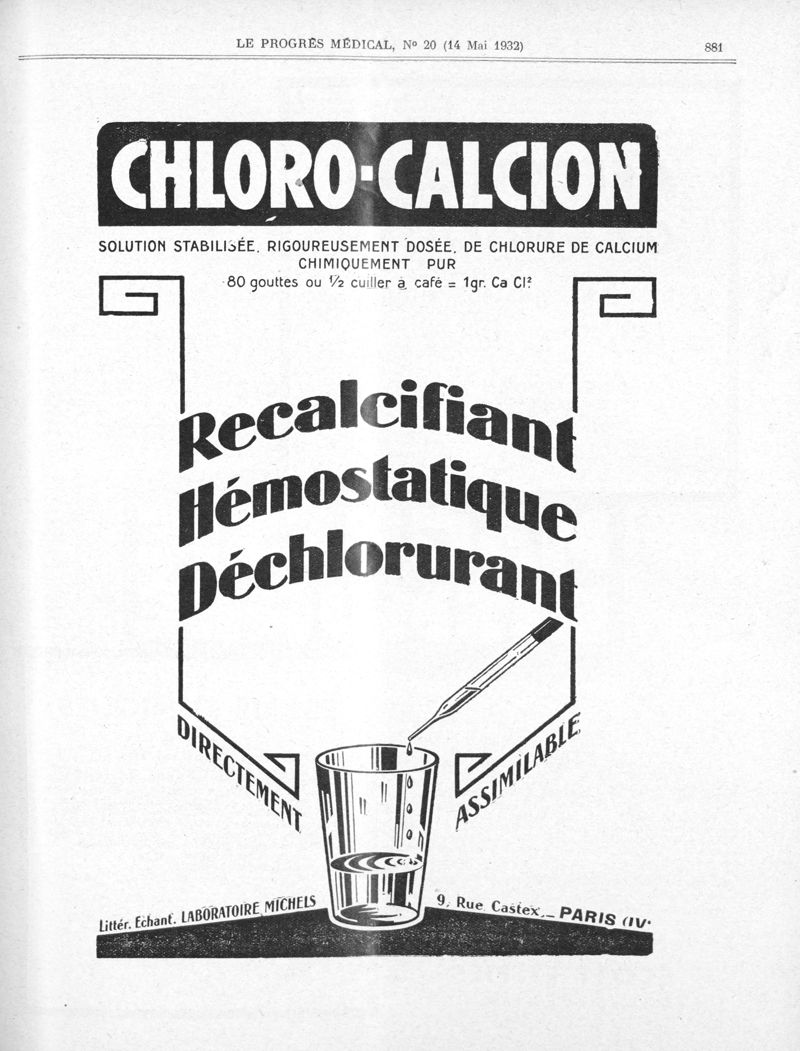 LE PROGRÈS MÉDICAL, Nº 20 (14 Mai 1932)
881
CHLORO-CALCION
SOLUTION STABILISÉE, RIGOUREUSEMENT DOSÉE, DE CHLORURE DE CALCIUM
CHIMIQUEMENT PUR
80 gouttes ou ½ cuiller à café = 1gr. Ca Cl²
Recalcifiant
Hémostatique
Déchlorurant
DIRECTEMENT
ASSIMILABLE
Littér. Echant. LABORATOIRE MICHELS
9, Rue Castex _ PARIS (IV·